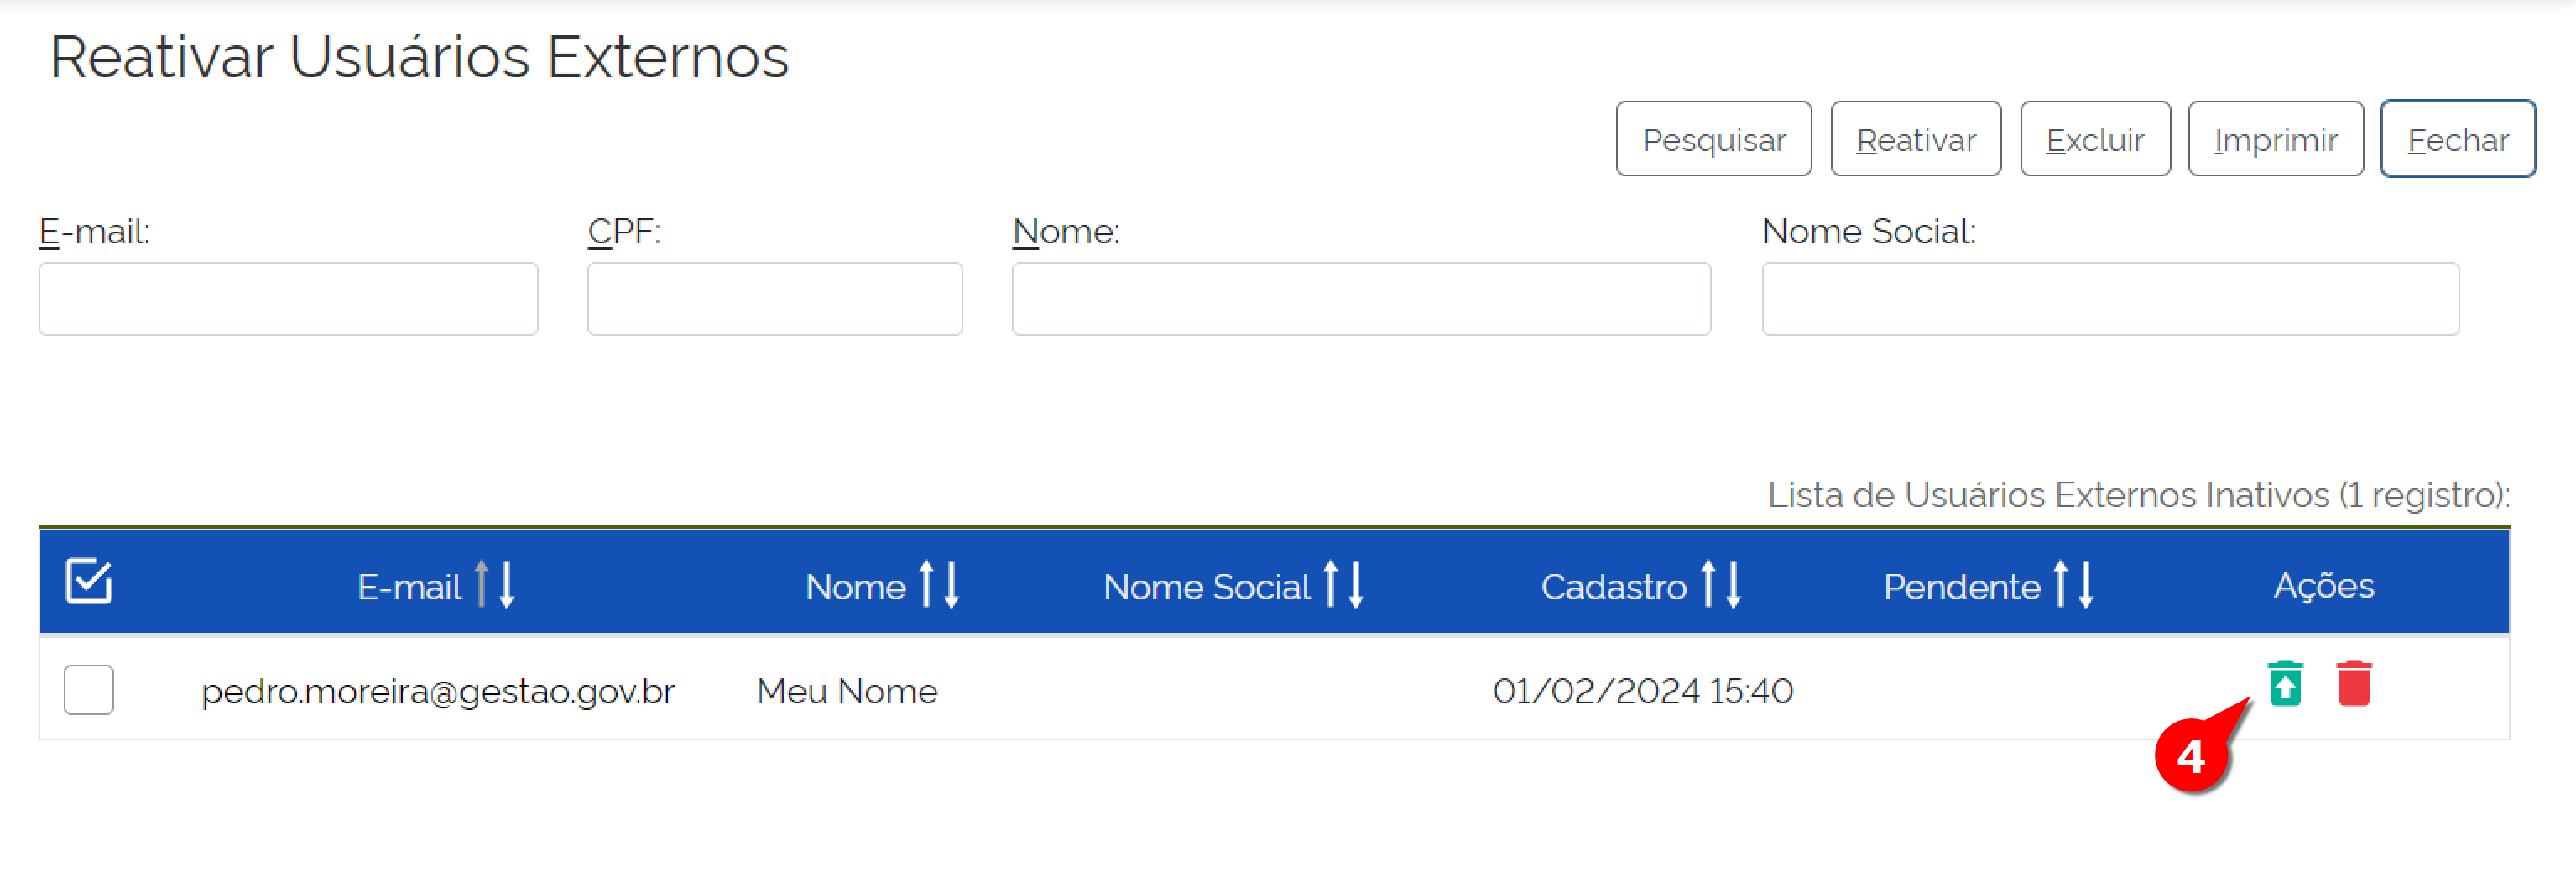 Reativar Usuários Externos
Pesquisar Reativar Excluir Imprimir Fechar
E-mail: CPF: Nome: Nome Social:
Lista de Usuários Externos Inativos (1 registro):
E-mail Nome Nome Social Cadastro Pendente Ações
pedro.moreira@gestao.gov.br Meu Nome 01/02/2024 15:40
4